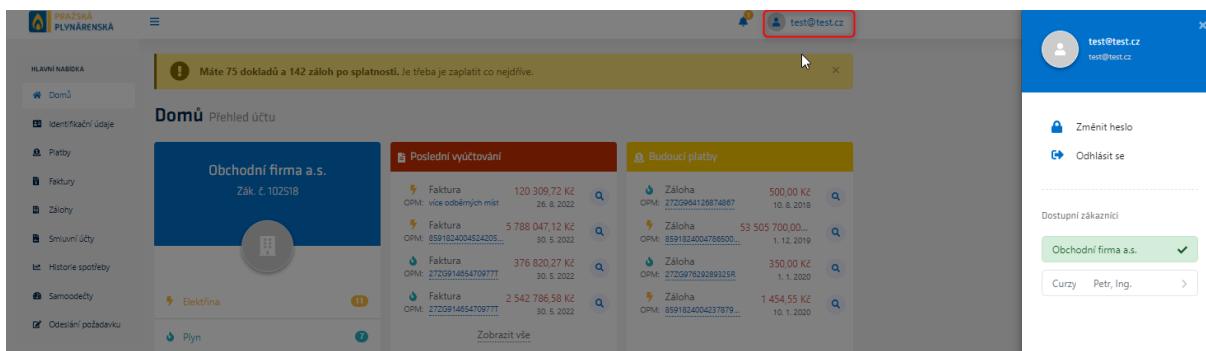 PRAŽSKÁ
PLYNÁRENSKÁ
test@test.cz
HLAVNÍ NABÍDKA
Domů
Identifikační údaje
Platby
Faktury
Zálohy
Smluvní účty
Historie spotřeby
Samoodečty
Odeslání požadavku
Máte 75 dokladů a 142 záloh po splatnosti. Je třeba je zaplatit co nejdříve.
Domů Přehled účtu
Obchodní firma a.s.
Zák. č. 102518
Elektřina 11
Plyn 7
Poslední vyúčtování
Faktura 120 309,72 Kč
OPM: více odběrných míst 26. 8. 2022
Faktura 5 788 047,12 Kč
OPM: 8591824004524205... 30. 5. 2022
Faktura 376 820,27 Kč
OPM: 27ZG914654709777 30. 5. 2022
Faktura 2 542 786,58 Kč
OPM: 27ZG914654709777 30. 5. 2022
Zobrazit vše
Budoucí platby
Záloha 500,00 Kč
OPM: 27ZG964126874867 10. 8. 2018
Záloha 53 505 700,00...
OPM: 8591824004786500... 1. 12. 2019
Záloha 350,00 Kč
OPM: 27ZG97629289325R 1. 1. 2020
Záloha 1 454,55 Kč
OPM: 8591824004237879... 10. 1. 2020
test@test.cz
test@test.cz
Změnit heslo
Odhlásit se
Dostupní zákazníci
Obchodní firma a.s.
Curzy Petr, Ing.